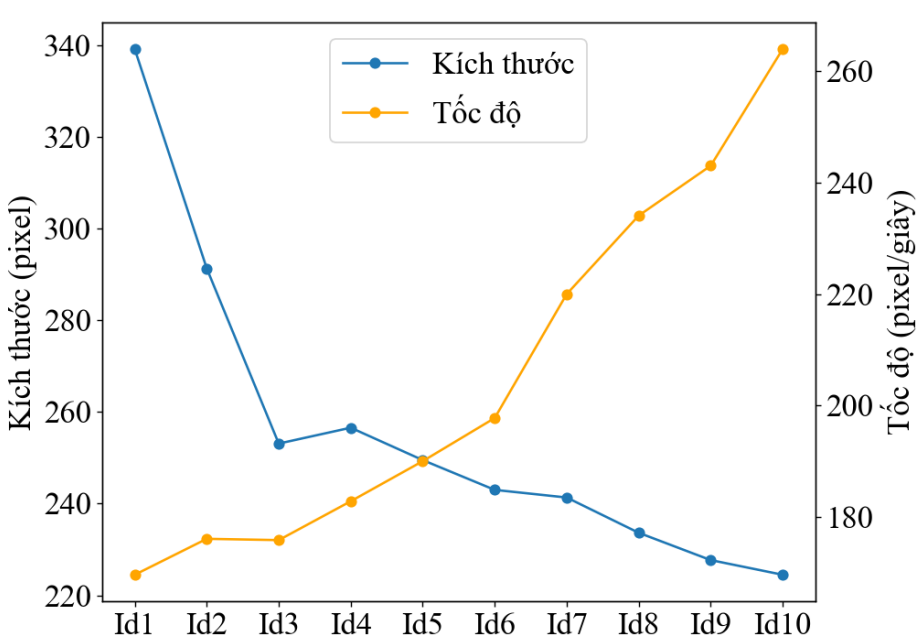 Kích thước
Tốc độ
Kích thước (pixel)
340
320
300
280
260
240
220
Tốc độ (pixel/giây)
260
240
220
200
180
Id1 Id2 Id3 Id4 Id5 Id6 Id7 Id8 Id9 Id10